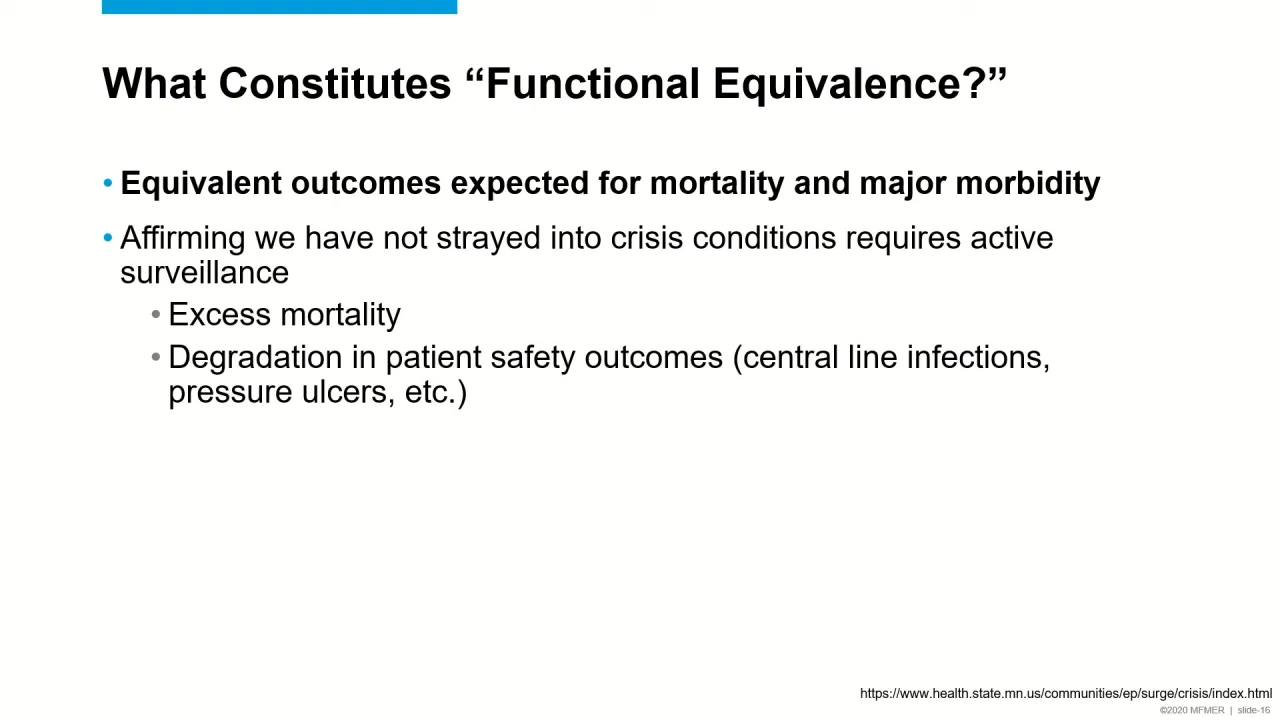 What Constitutes “Functional Equivalence?”
• Equivalent outcomes expected for mortality and major morbidity
• Affirming we have not strayed into crisis conditions requires active
surveillance
• Excess mortality
• Degradation in patient safety outcomes (central line infections,
pressure ulcers, etc.)
https://www.health.state.mn.us/communities/ep/surge/crisis/index.html
©2020 MFMER | slide-16